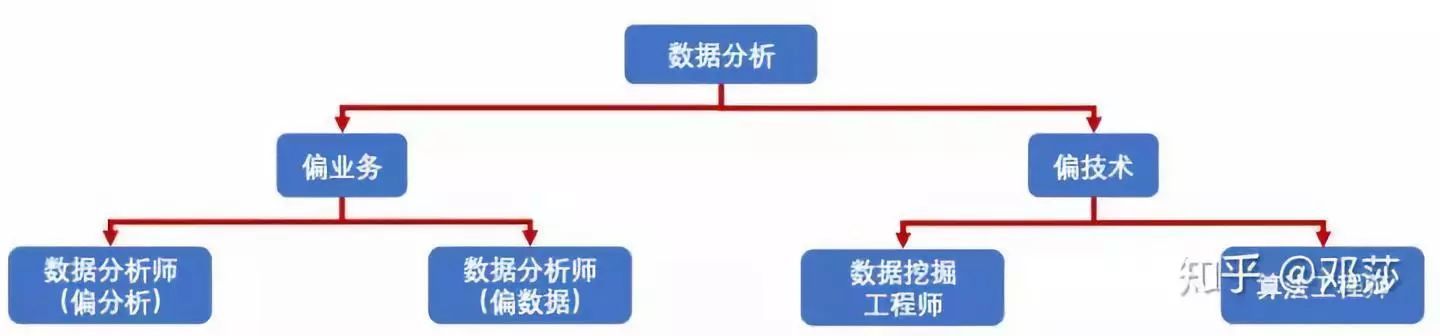 数据分析
偏业务
偏技术
数据分析师
(偏分析)
数据分析师
(偏数据)
数据挖掘
工程师
算法工程师
知乎 @邓莎